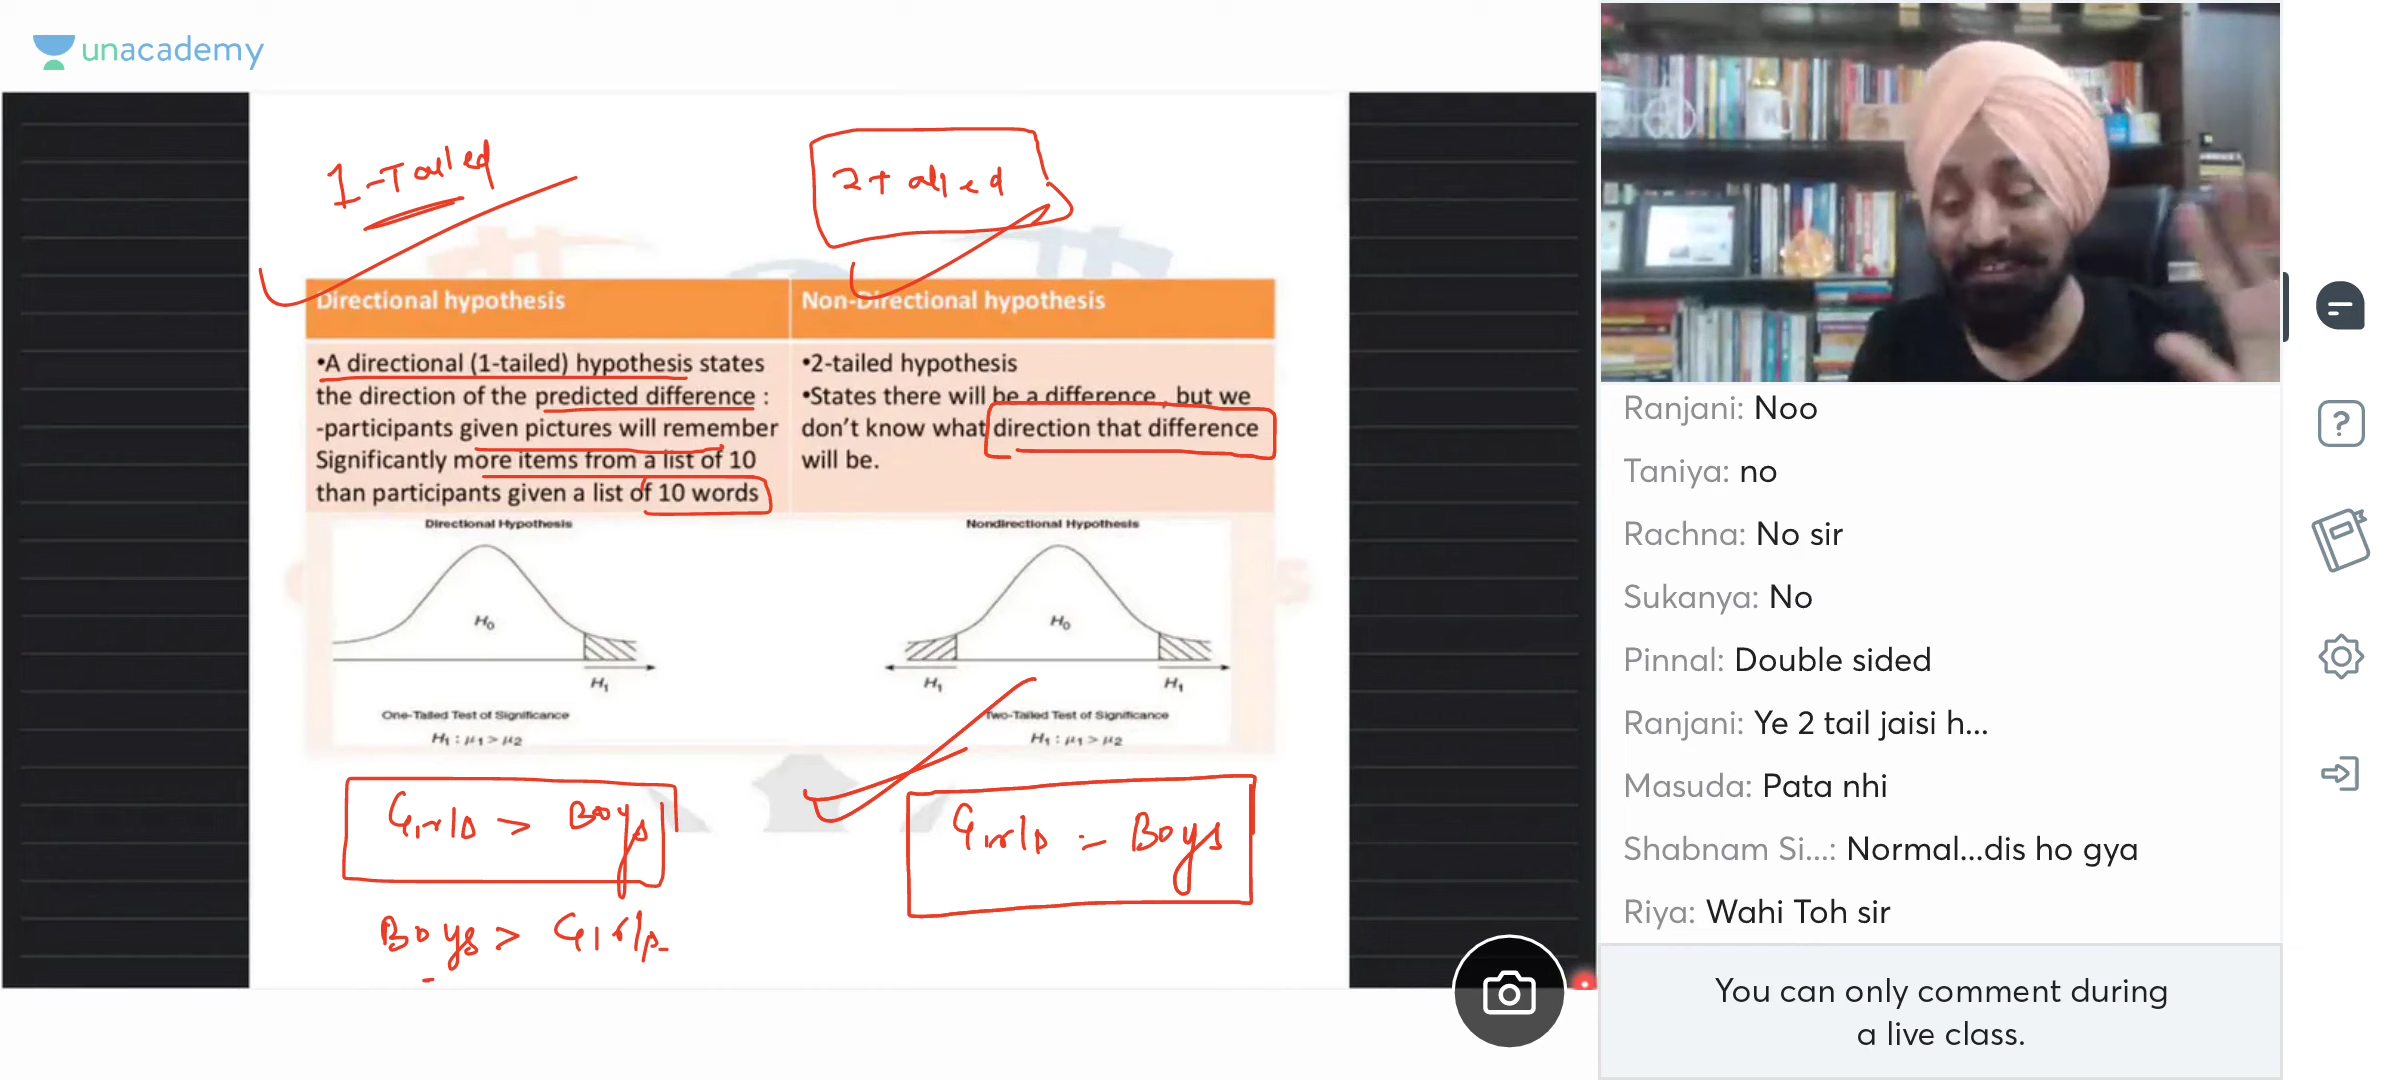 unacademy
1-Tailed
2 Tailed
Directional hypothesis
Non-Directional hypothesis
•A directional (1-tailed) hypothesis states
the direction of the predicted difference :
-participants given pictures will remember
Significantly more items from a list of 10
than participants given a list of 10 words
•2-tailed hypothesis
•States there will be a difference , but we
don't know what direction that difference
will be.
Directional Hypothesis
H₀
H₁
One-Tailed Test of Significance
H₁ : μ₁ > μ₂
Nondirectional Hypothesis
H₀
H₁ H₁
Two-Tailed Test of Significance
H₁ : μ₁ > μ₂
Girls > Boys
Boys > Girls
Girls = Boys
Ranjani: Noo
Taniya: no
Rachna: No sir
Sukanya: No
Pinnal: Double sided
Ranjani: Ye 2 tail jaisi h...
Masuda: Pata nhi
Shabnam Si...: Normal...dis ho gya
Riya: Wahi Toh sir
You can only comment during
a live class.